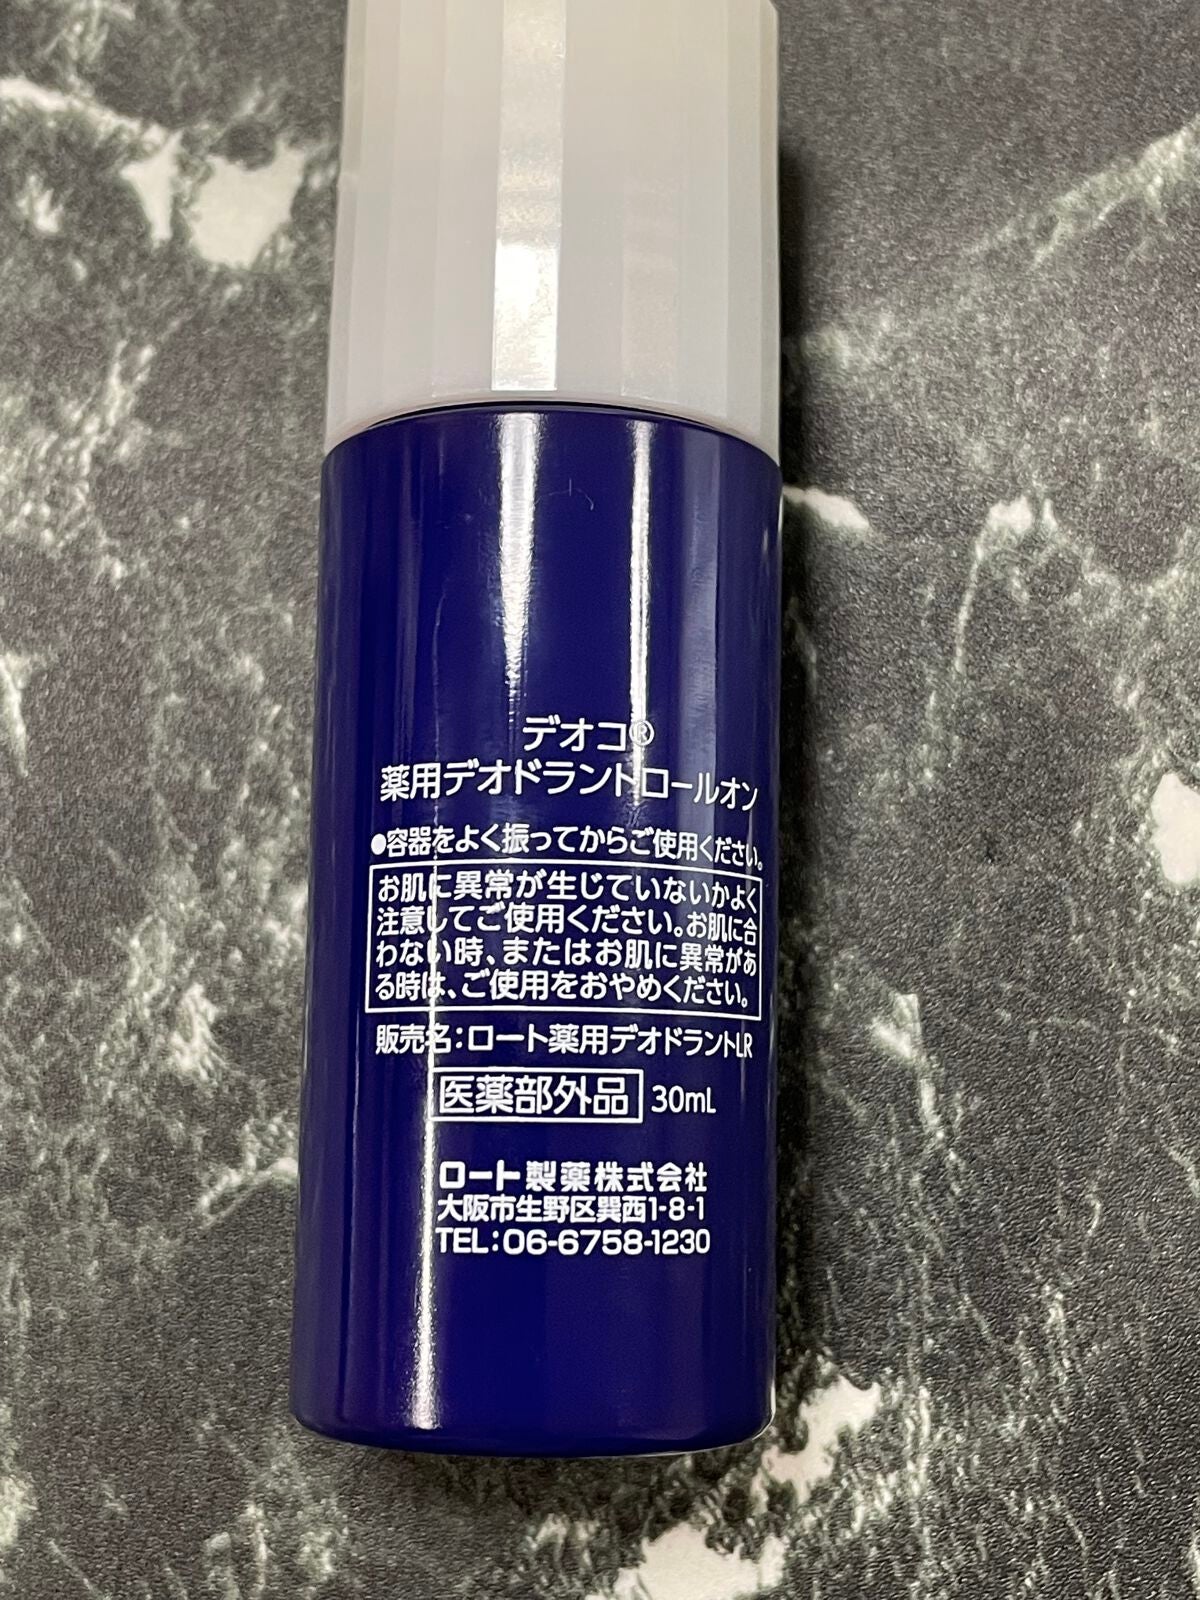 デオコ®
薬用デオドラントロールオン
●容器をよく振ってからご使用ください。
お肌に異常が生じていないかよく
注意してご使用ください。お肌に合
わない時、またはお肌に異常があ
る時は、ご使用をおやめください。
販売名：ロート薬用デオドラントLR
医薬部外品 30mL
ロート製薬株式会社
大阪市生野区巽西1-8-1
TEL：06-6758-1230